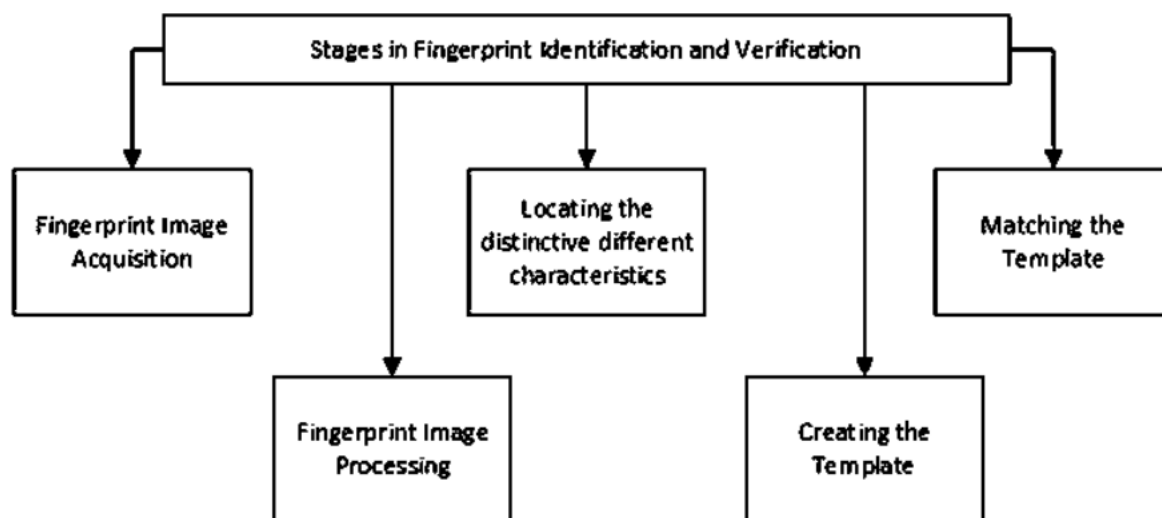 Stages in Fingerprint Identification and Verification
Fingerprint Image
Acquisition
Locating the
distinctive different
characteristics
Matching the
Template
Fingerprint Image
Processing
Creating the
Template